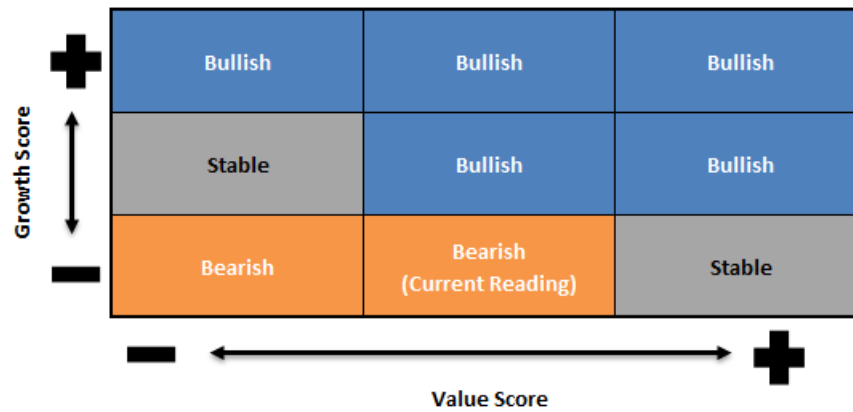 Growth Score
Bullish
Bullish
Bullish
Stable
Bullish
Bullish
Bearish
Bearish
(Current Reading)
Stable
Value Score